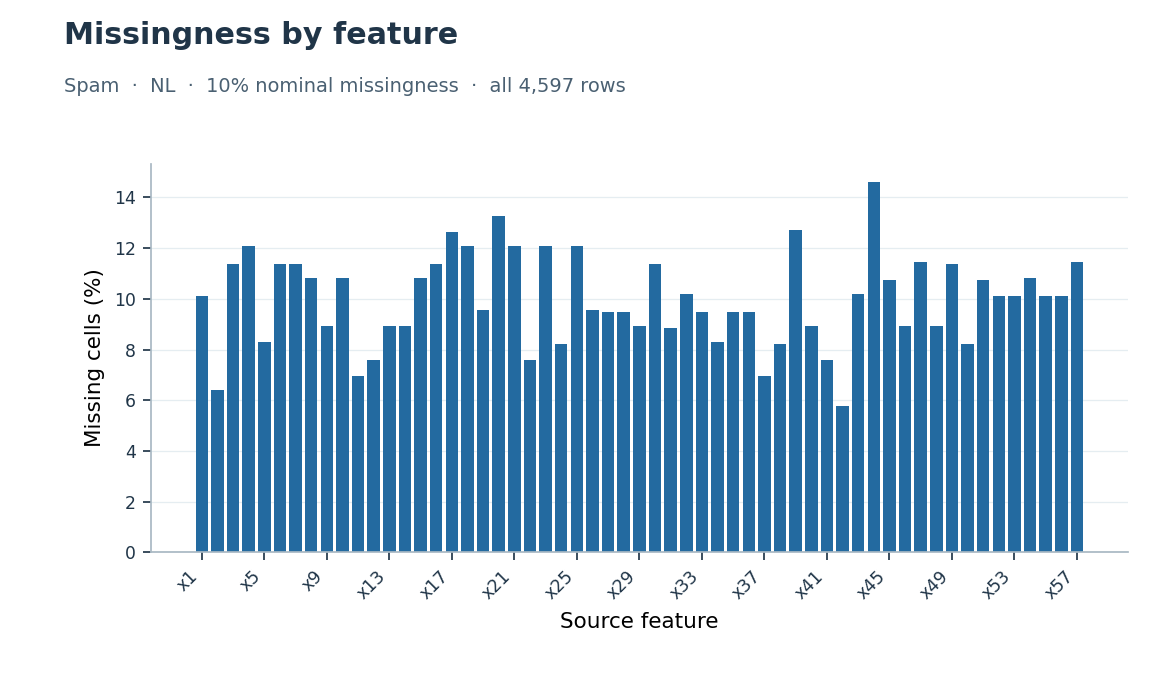 Missingness by feature
Spam · NL · 10% nominal missingness · all 4,597 rows
Missing cells (%)
14
12
10
8
6
4
2
0
x1 x5 x9 x13 x17 x21 x25 x29 x33 x37 x41 x45 x49 x53 x57
Source feature